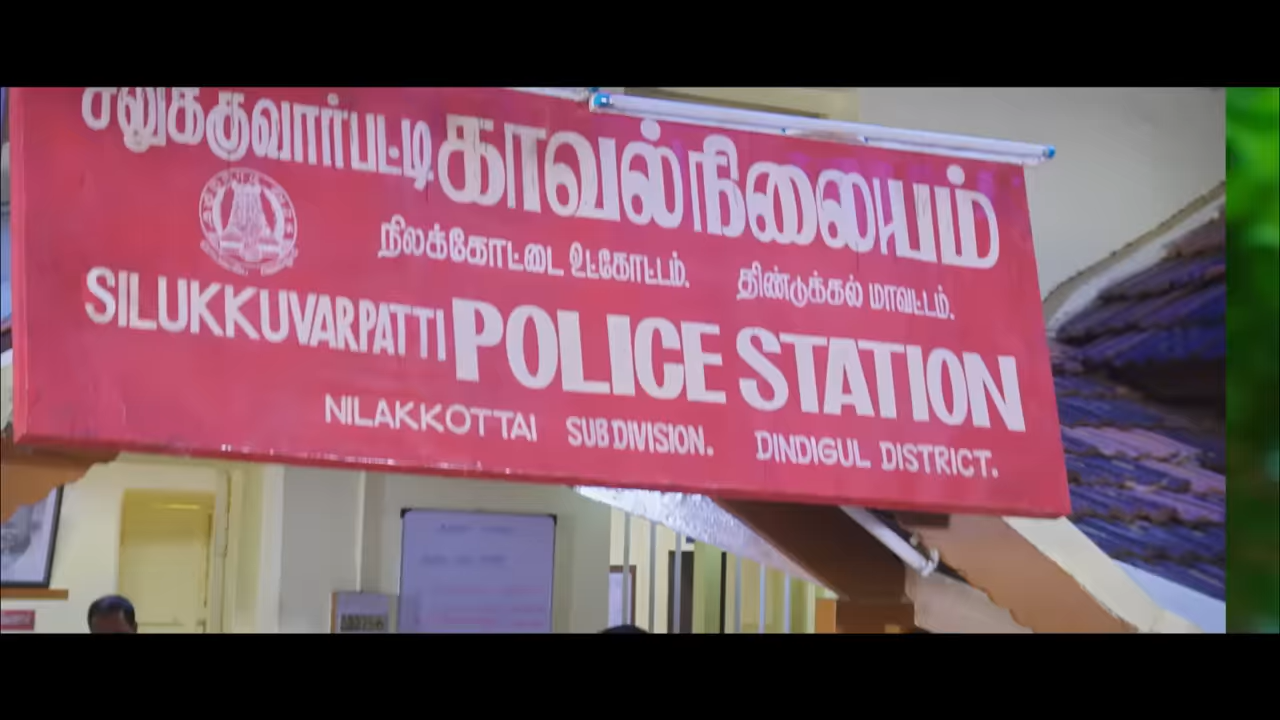 சிலுக்குவார்பட்டி காவல்நிலையம்
நிலக்கோட்டை உட்கோட்டம். திண்டுக்கல் மாவட்டம்.
SILUKKUVARPATTI POLICE STATION
NILAKKOTTAI SUB DIVISION. DINDIGUL DISTRICT.